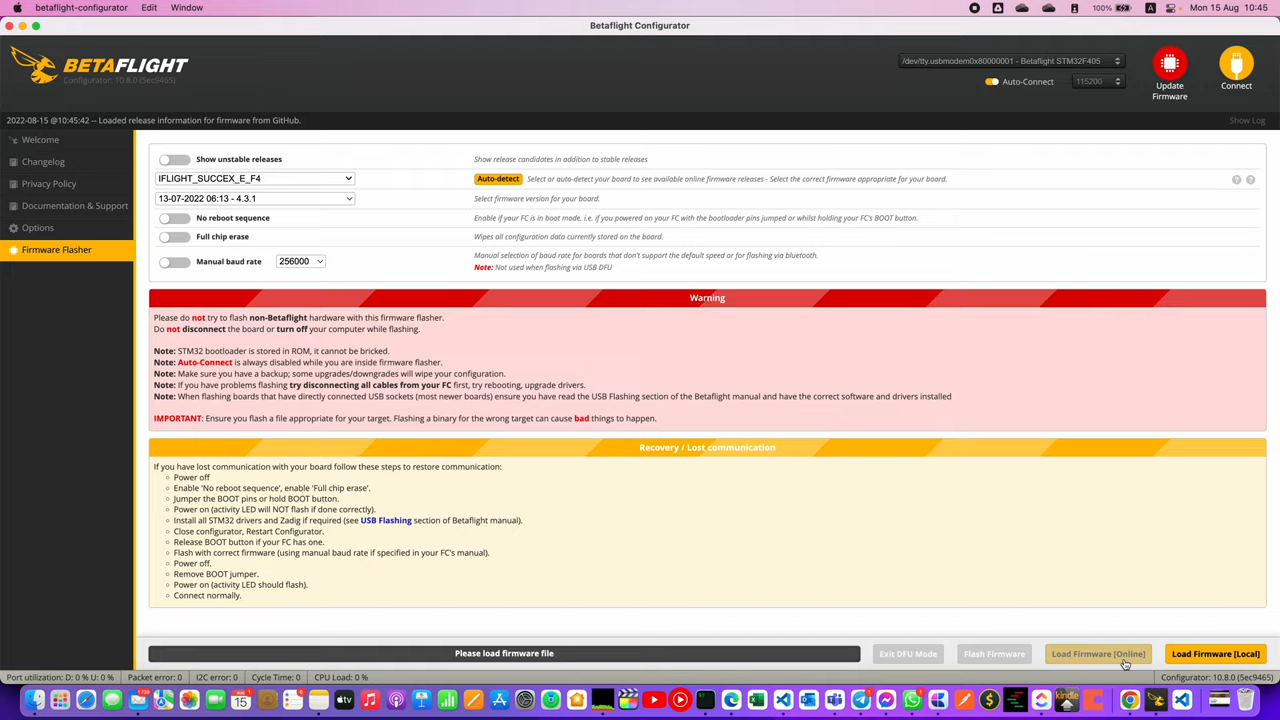 betaflight-configurator Edit Window 100% A Mon 15 Aug 10:45
Betaflight Configurator
BETAFLIGHT
Configurator: 10.8.0 (5ec9465)
/dev/tty.usbmodem0x80000001 - Betaflight STM32F405
Auto-Connect 115200
Update Firmware
Connect
2022-08-15 @10:45:42 -- Loaded release information for firmware from GitHub.
Show Log
Welcome
Changelog
Privacy Policy
Documentation & Support
Options
Firmware Flasher
Show unstable releases Show release candidates in addition to stable releases
IFLIGHT_SUCCEX_E_F4 Auto-detect Select or auto-detect your board to see available online firmware releases - Select the correct firmware appropriate for your board.
13-07-2022 06:13 - 4.3.1 Select firmware version for your board.
No reboot sequence Enable if your FC is in boot mode. i.e. if you powered on your FC with the bootloader pins jumped or whilst holding your FC's BOOT button.
Full chip erase Wipes all configuration data currently stored on the board.
Manual baud rate 256000 Manual selection of baud rate for boards that don't support the default speed or for flashing via bluetooth.
Note: Not used when flashing via USB DFU
Warning
Please do not try to flash non-Betaflight hardware with this firmware flasher.
Do not disconnect the board or turn off your computer while flashing.
Note: STM32 bootloader is stored in ROM, it cannot be bricked.
Note: Auto-Connect is always disabled while you are inside firmware flasher.
Note: Make sure you have a backup; some upgrades/downgrades will wipe your configuration.
Note: If you have problems flashing try disconnecting all cables from your FC first, try rebooting, upgrade drivers.
Note: When flashing boards that have directly connected USB sockets (most newer boards) ensure you have read the USB Flashing section of the Betaflight manual and have the correct software and drivers installed
IMPORTANT: Ensure you flash a file appropriate for your target. Flashing a binary for the wrong target can cause bad things to happen.
Recovery / Lost communication
If you have lost communication with your board follow these steps to restore communication:
Power off
Enable 'No reboot sequence', enable 'Full chip erase'.
Jumper the BOOT pins or hold BOOT button.
Power on (activity LED will NOT flash if done correctly).
Install all STM32 drivers and Zadig if required (see USB Flashing section of Betaflight manual).
Close configurator, Restart Configurator.
Release BOOT button if your FC has one.
Flash with correct firmware (using manual baud rate if specified in your FC's manual).
Power off.
Remove BOOT jumper.
Power on (activity LED should flash).
Connect normally.
Please load firmware file
Exit DFU Mode
Flash Firmware
Load Firmware [Online]
Load Firmware [Local]
Port utilization: D: 0 % U: 0 % Packet error: 0 I2C error: 0 Cycle Time: 0 CPU Load: 0 % Configurator: 10.8.0 (5ec9465)